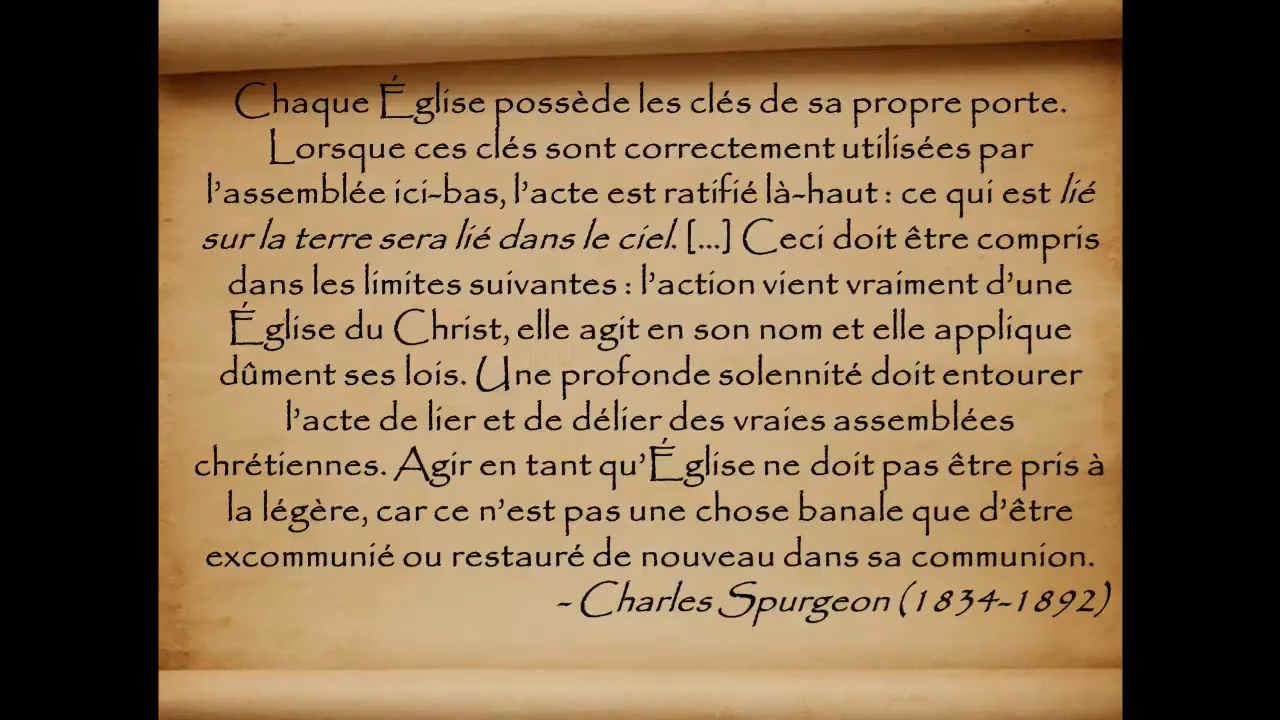 Chaque Église possède les clés de sa propre porte.
Lorsque ces clés sont correctement utilisées par
l'assemblée ici-bas, l'acte est ratifié là-haut : ce qui est lié
sur la terre sera lié dans le ciel. [...] Ceci doit être compris
dans les limites suivantes : l'action vient vraiment d'une
Église du Christ, elle agit en son nom et elle applique
dûment ses lois. Une profonde solennité doit entourer
l'acte de lier et de délier des vraies assemblées
chrétiennes. Agir en tant qu'Église ne doit pas être pris à
la légère, car ce n'est pas une chose banale que d'être
excommunié ou restauré de nouveau dans sa communion.
- Charles Spurgeon (1834-1892)